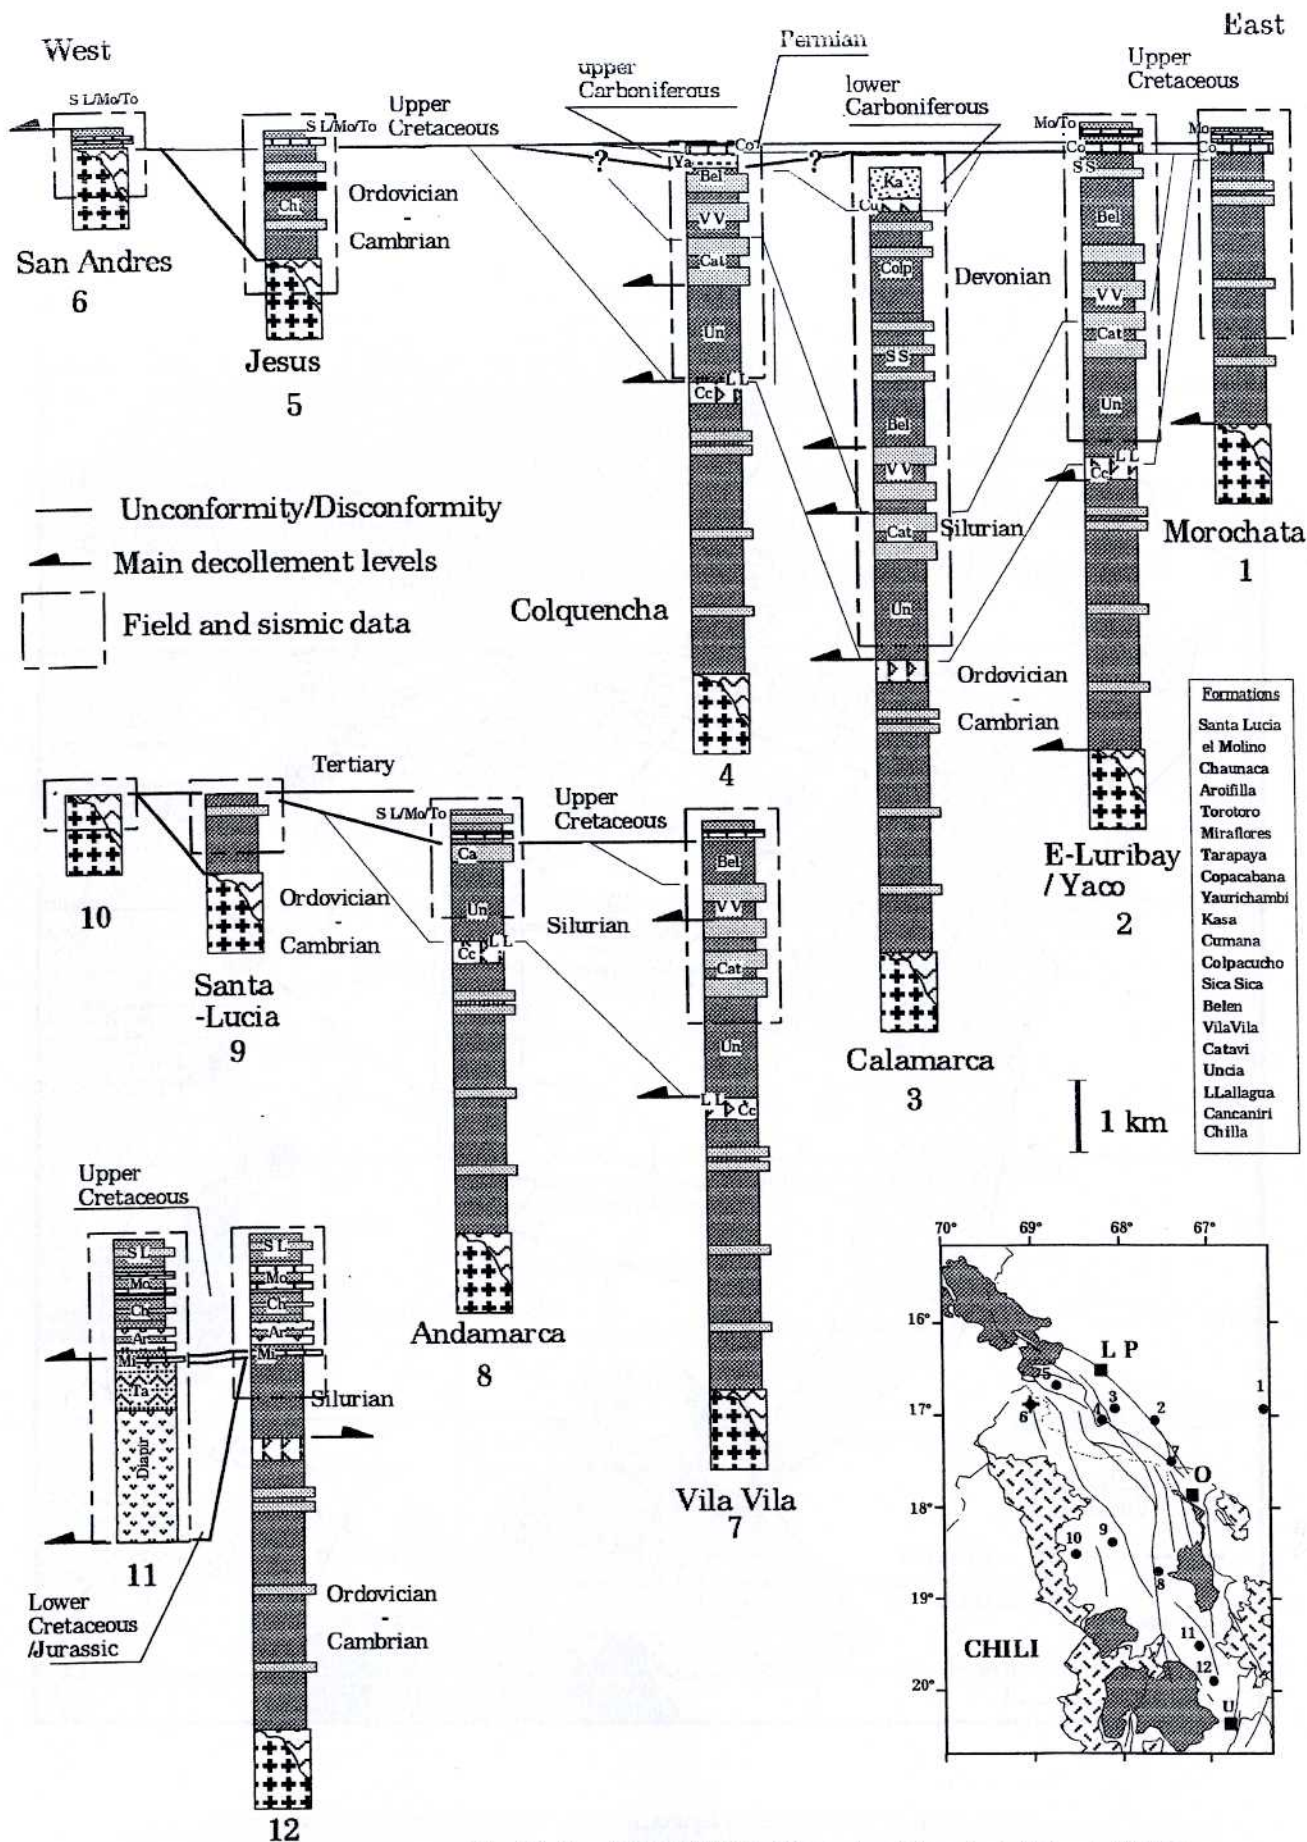 West
East
S L/Mo/To
S L/Mo/To
Upper
Cretaceous
upper
Carboniferous
Permian
lower
Carboniferous
Upper
Cretaceous
Mo/To
Co
S S
Mo
Co
Co
?
?
Ya
Bel
V V
Cat
Un
L L
Cc
Chi
Ordovician
-
Cambrian
Ka
Cu
Colp
S S
Bel
V V
Cat
Un
Devonian
Silurian
Bel
V V
Cat
Un
L L
Cc
San Andres
6
Jesus
5
Morochata
1
Unconformity/Disconformity
Main decollement levels
Field and sismic data
Colquencha
4
Ordovician
-
Cambrian
E-Luribay
/ Yaco
2
Calamarca
3
1 km
Formations
Santa Lucia
el Molino
Chaunaca
Aroifilla
Torotoro
Miraflores
Tarapaya
Copacabana
Yaurichambi
Kasa
Cumana
Colpacucho
Sica Sica
Belen
VilaVila
Catavi
Uncia
LLallagua
Cancaniri
Chilla
Tertiary
10
Santa
-Lucia
9
Ordovician
-
Cambrian
S L/Mo/To
Ca
Un
L L
Cc
Andamarca
8
Upper
Cretaceous
Silurian
Bel
V V
Cat
Un
L L
Cc
Vila Vila
7
Upper
Cretaceous
S L
Mo
Ch
Ar
Mi
Ta
Diapir
11
S L
Mo
Ch
Ar
Mi
Silurian
Ordovician
-
Cambrian
12
Lower
Cretaceous
/Jurassic
70°
69°
68°
67°
16°
17°
18°
19°
20°
L P
O
U
CHILI
1
2
3
4
5
6
7
8
9
10
11
12